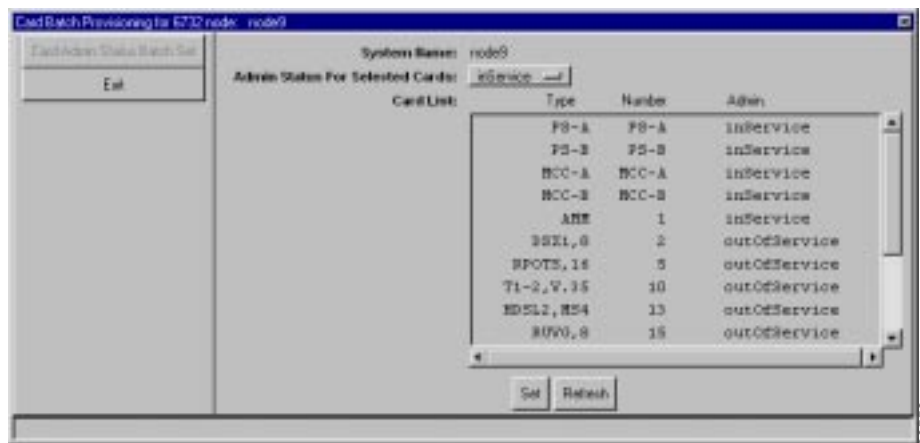 Card Batch Provisioning for 6732 node: node9
Card Admin Status Batch Set
Exit
System Name: node9
Admin Status For Selected Cards: inService
Card List: Type Number Admin
PS-A PS-A inService
PS-B PS-B inService
MCC-A MCC-A inService
MCC-B MCC-B inService
AMM 1 inService
DSX1,8 2 outOfService
RPOTS,16 5 outOfService
T1-2,V.35 10 outOfService
HDSL2,MS4 13 outOfService
RUVG,8 15 outOfService
Set Refresh